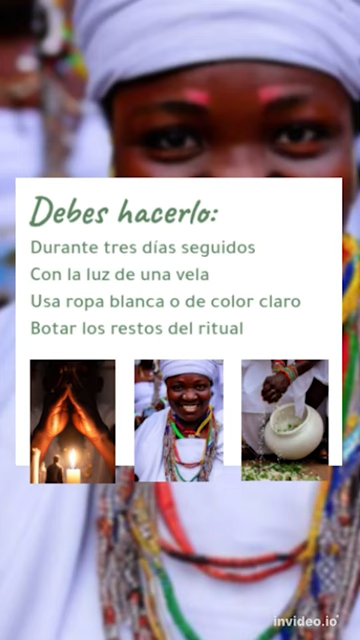 Debes hacerlo:
Durante tres días seguidos
Con la luz de una vela
Usa ropa blanca o de color claro
Botar los restos del ritual
invideo.io